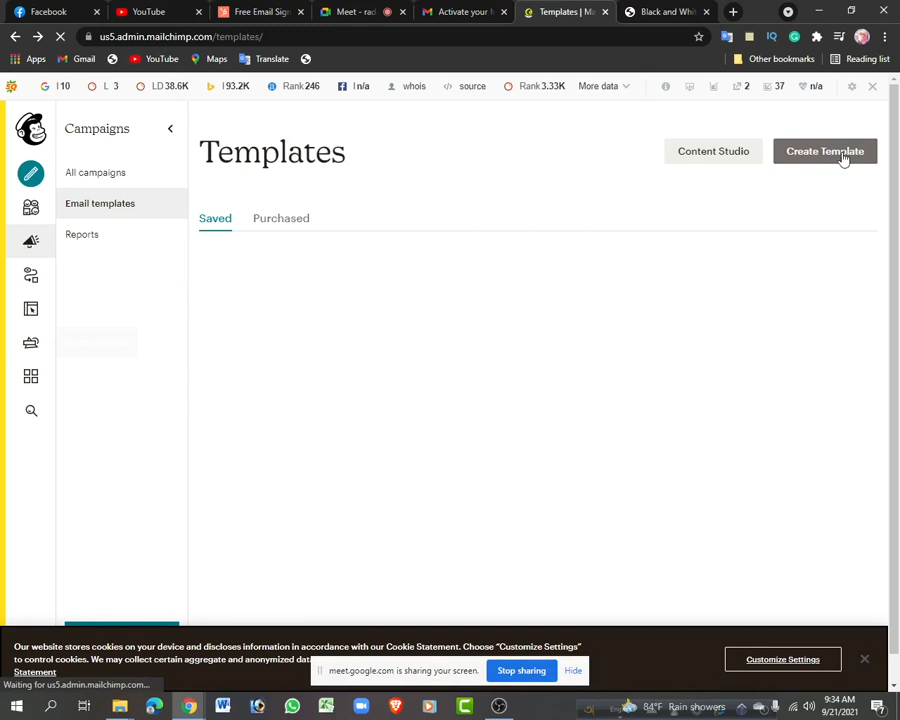 Facebook
YouTube
Free Email Sig
Meet - rad
Activate your M
Templates | Ma
Black and Whit
us5.admin.mailchimp.com/templates/
Apps
Gmail
YouTube
Maps
Translate
Other bookmarks
Reading list
I 10
L 3
LD 38.6K
I 93.2K
Rank 246
I n/a
whois
source
Rank 3.33K
More data
2
37
n/a
Campaigns
Templates
Content Studio
Create Template
All campaigns
Email templates
Saved
Purchased
Reports
Our website stores cookies on your device and discloses information in accordance with our Cookie Statement. Choose "Customize Settings"
to control cookies. We may collect certain aggregate and anonymized dat
Statement
Customize Settings
meet.google.com is sharing your screen.
Stop sharing
Hide
Waiting for us5.admin.mailchimp.com...
84°F Rain showers
9:34 AM
9/21/2021
7